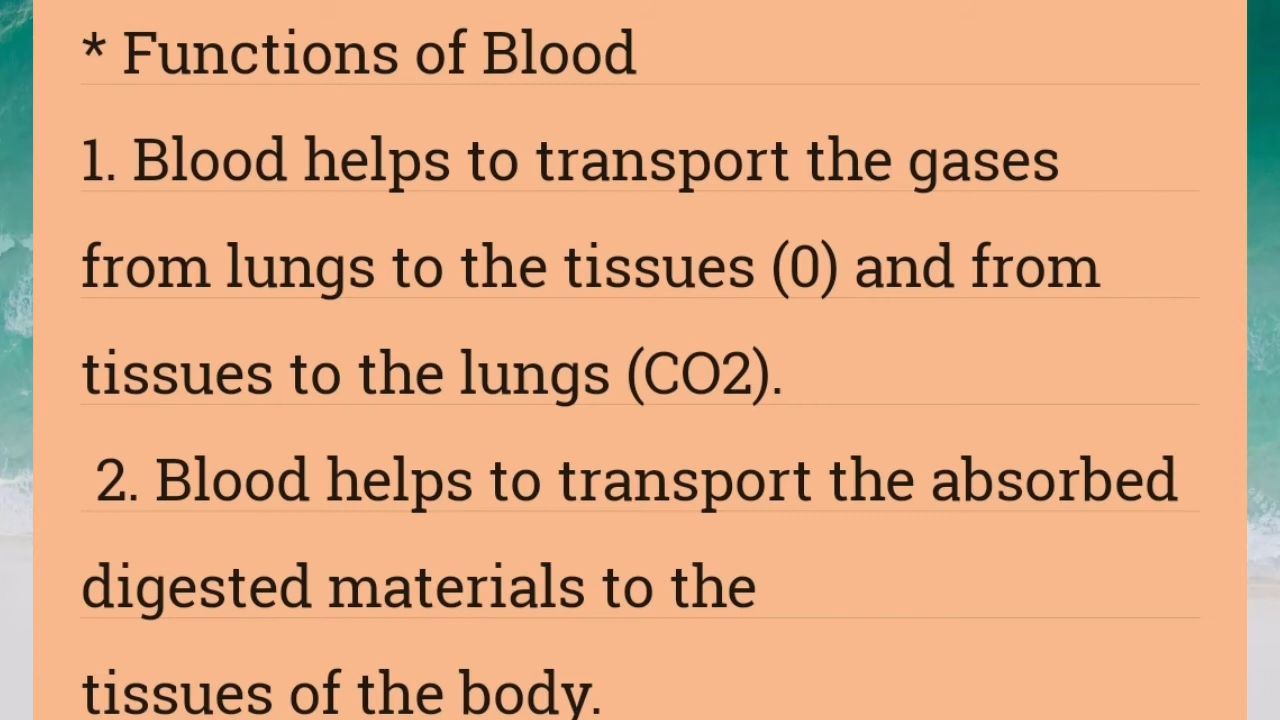 * Functions of Blood
1. Blood helps to transport the gases
from lungs to the tissues (0) and from
tissues to the lungs (CO2).
2. Blood helps to transport the absorbed
digested materials to the
tissues of the body.